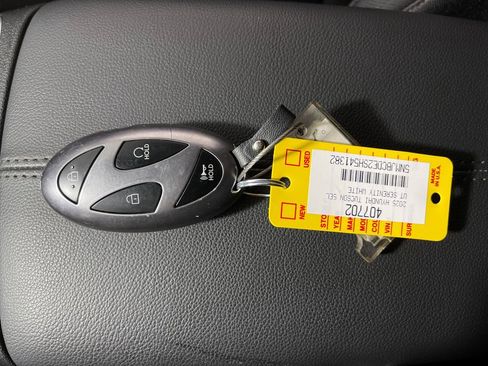 HOLD
HOLD
NEW
USED
MADE IN
U.S.A.
407702
2025 HYUNDAI TUCSON SEL
UT SERENITY WHITE
5NMJBCDE2SH541382